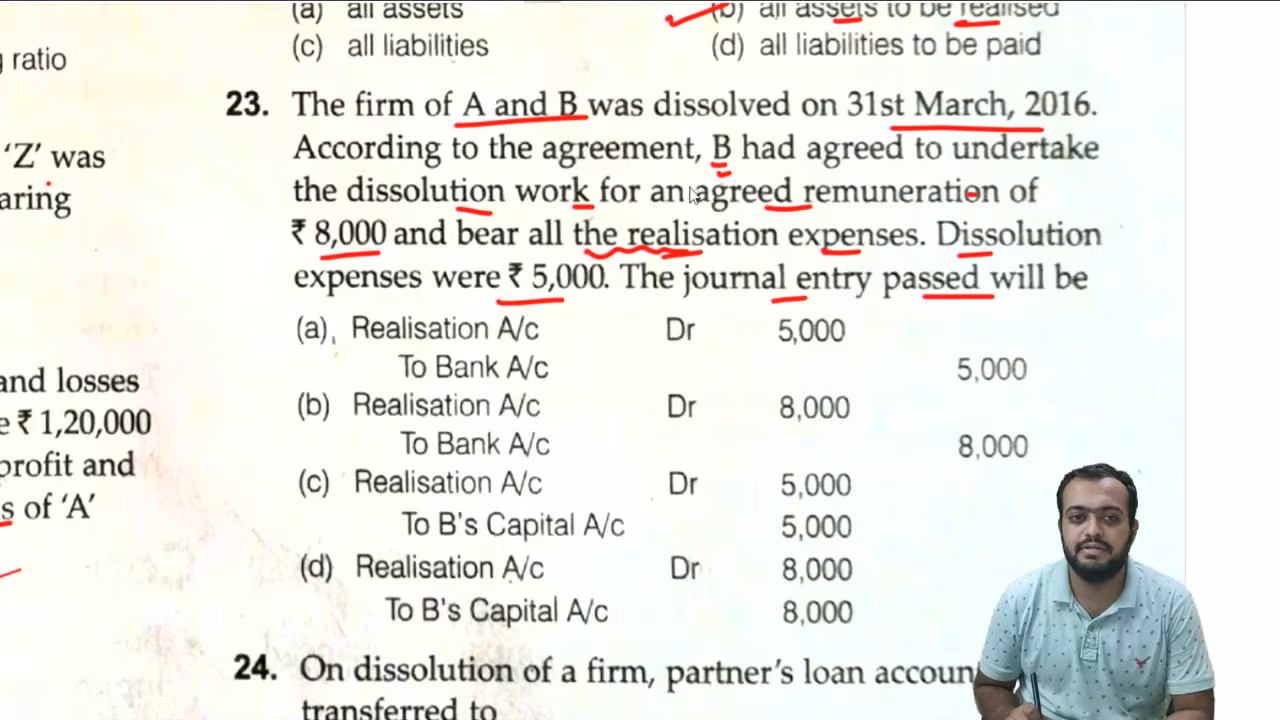 (a) all assets
(b) all assets to be realised
ratio
(c) all liabilities
(d) all liabilities to be paid
'Z' was
aring
and losses
e ₹ 1,20,000
profit and
s of 'A'
23. The firm of A and B was dissolved on 31st March, 2016.
According to the agreement, B had agreed to undertake
the dissolution work for an agreed remuneration of
₹ 8,000 and bear all the realisation expenses. Dissolution
expenses were ₹ 5,000. The journal entry passed will be
(a) Realisation A/c Dr 5,000
To Bank A/c 5,000
(b) Realisation A/c Dr 8,000
To Bank A/c 8,000
(c) Realisation A/c Dr 5,000
To B's Capital A/c 5,000
(d) Realisation A/c Dr 8,000
To B's Capital A/c 8,000
24. On dissolution of a firm, partner's loan accoun
transferred to